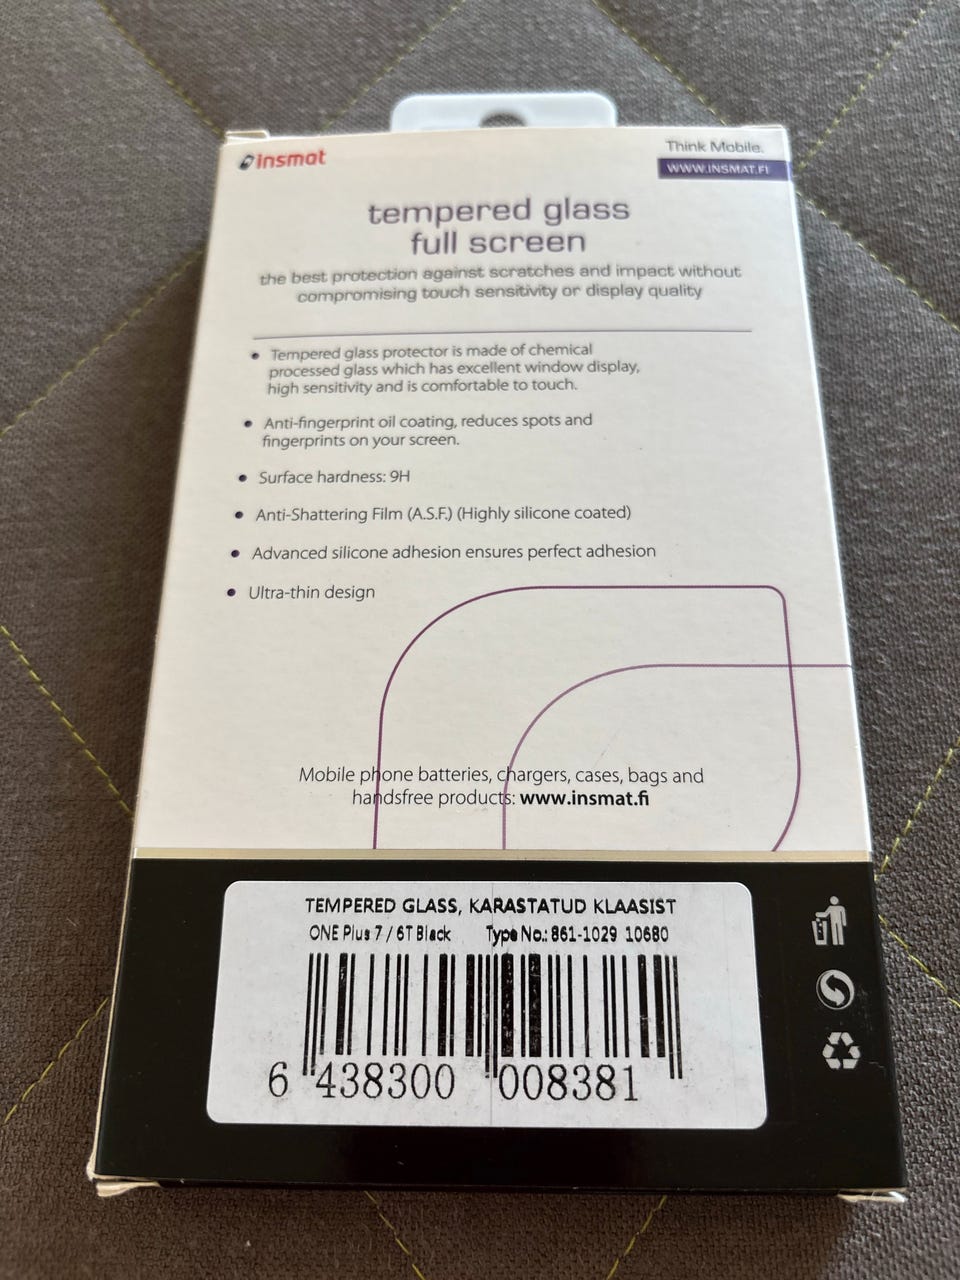 insmat
Think Mobile.
WWW.INSMAT.FI
tempered glass
full screen
the best protection against scratches and impact without
compromising touch sensitivity or display quality
• Tempered glass protector is made of chemical
processed glass which has excellent window display,
high sensitivity and is comfortable to touch.
• Anti-fingerprint oil coating, reduces spots and
fingerprints on your screen.
• Surface hardness: 9H
• Anti-Shattering Film (A.S.F.) (Highly silicone coated)
• Advanced silicone adhesion ensures perfect adhesion
• Ultra-thin design
Mobile phone batteries, chargers, cases, bags and
handsfree products: www.insmat.fi
TEMPERED GLASS, KARASTATUD KLAASIST
ONE Plus 7 / 6T Black Type No.: 861-1029 10680
6 438300 008381